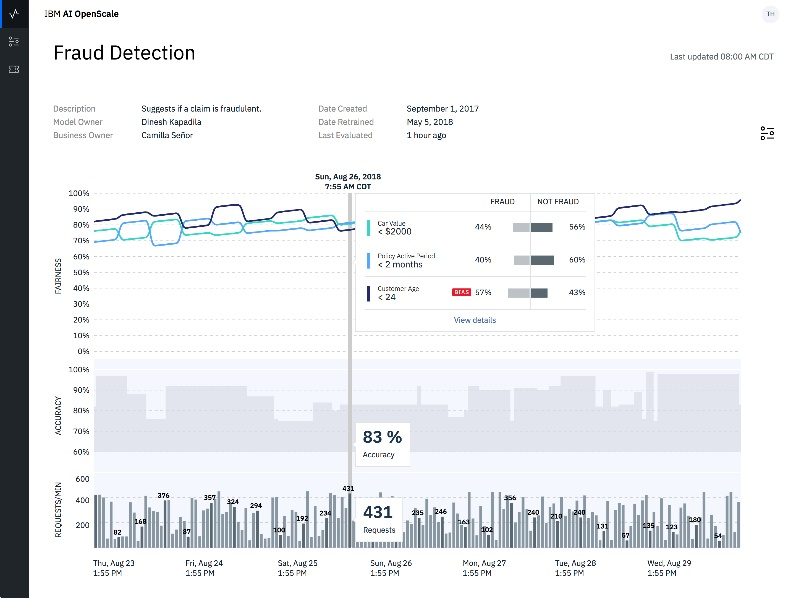 IBM AI OpenScale
TH
Fraud Detection
Last updated 08:00 AM CDT
Description Suggests if a claim is fraudulent.
Model Owner Dinesh Kapadila
Business Owner Camilla Señor
Date Created September 1, 2017
Date Retrained May 5, 2018
Last Evaluated 1 hour ago
Sun, Aug 26, 2018
7:55 AM CDT
FAIRNESS
100%
90%
80%
70%
60%
50%
40%
30%
20%
10%
0%
FRAUD NOT FRAUD
Car Value
< $2000
44% 56%
Policy Active Period
< 2 months
40% 60%
Customer Age
< 24
BIAS 57% 43%
View details
ACCURACY
100%
90%
80%
70%
60%
83 %
Accuracy
REQUESTS/MIN
600
400
200
82 168 376 87 357 324 294 100 192 234 431
431
Requests
235 246 163 102 356 240 210 240 131 67 135 123 180 54
Thu, Aug 23
1:55 PM
Fri, Aug 24
1:55 PM
Sat, Aug 25
1:55 PM
Sun, Aug 26
1:55 PM
Mon, Aug 27
1:55 PM
Tue, Aug 28
1:55 PM
Wed, Aug 29
1:55 PM